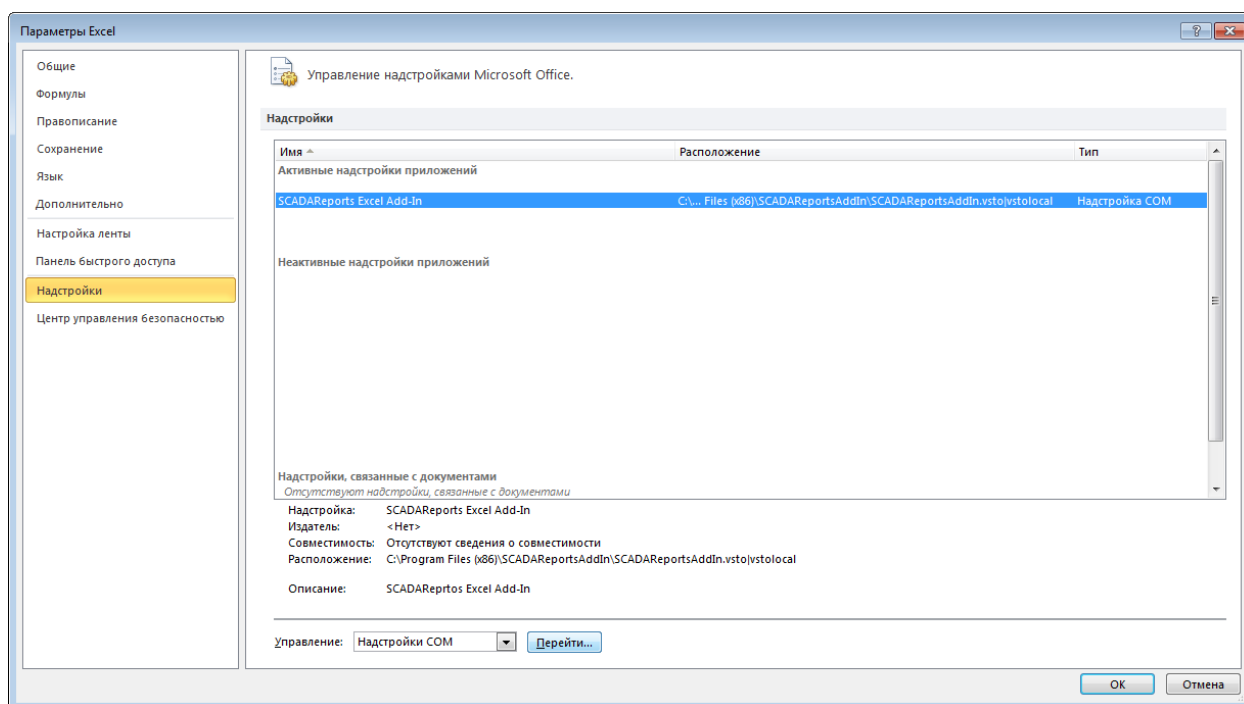 Параметры Excel
Общие
Формулы
Правописание
Сохранение
Язык
Дополнительно
Настройка ленты
Панель быстрого доступа
Надстройки
Центр управления безопасностью
Управление надстройками Microsoft Office.
Надстройки
Имя Расположение Тип
Активные надстройки приложений
SCADAReports Excel Add-In C:\... Files (x86)\SCADAReportsAddIn\SCADAReportsAddIn.vsto|vstolocal Надстройка COM
Неактивные надстройки приложений
Надстройки, связанные с документами
Отсутствуют надстройки, связанные с документами
Надстройка: SCADAReports Excel Add-In
Издатель: <Нет>
Совместимость: Отсутствуют сведения о совместимости
Расположение: C:\Program Files (x86)\SCADAReportsAddIn\SCADAReportsAddIn.vsto|vstolocal
Описание: SCADAReprtos Excel Add-In
Управление: Надстройки COM Перейти...
ОК Отмена